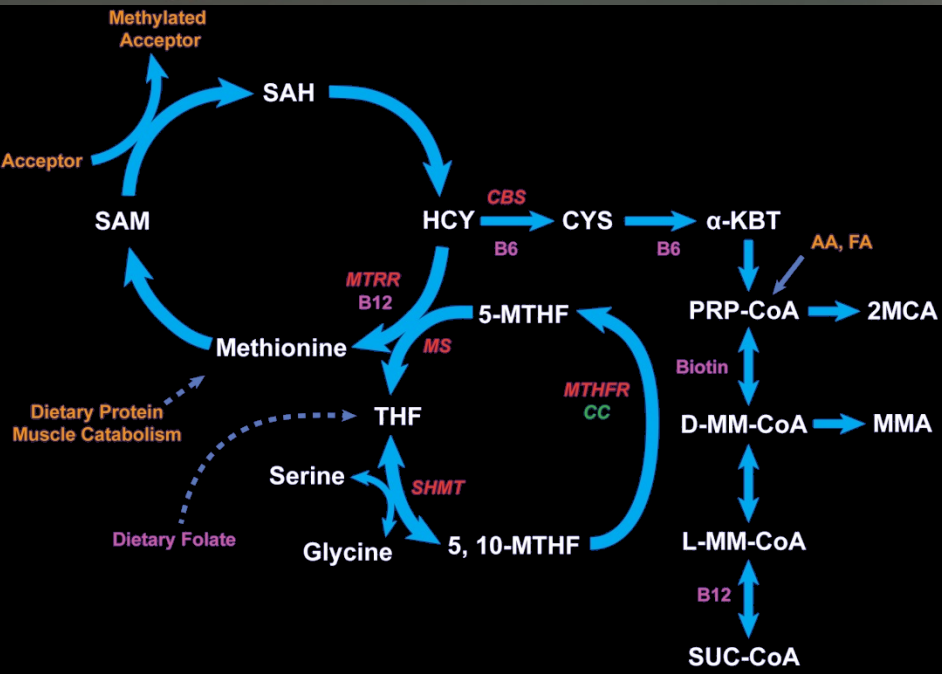 Methylated
Acceptor
SAH
Acceptor
SAM
HCY
CBS
B6
CYS
B6
α-KBT
AA, FA
MTRR
B12
5-MTHF
PRP-CoA
2MCA
Methionine
MS
Biotin
MTHFR
CC
Dietary Protein
Muscle Catabolism
THF
D-MM-CoA
MMA
Serine
SHMT
Dietary Folate
Glycine
5, 10-MTHF
L-MM-CoA
B12
SUC-CoA